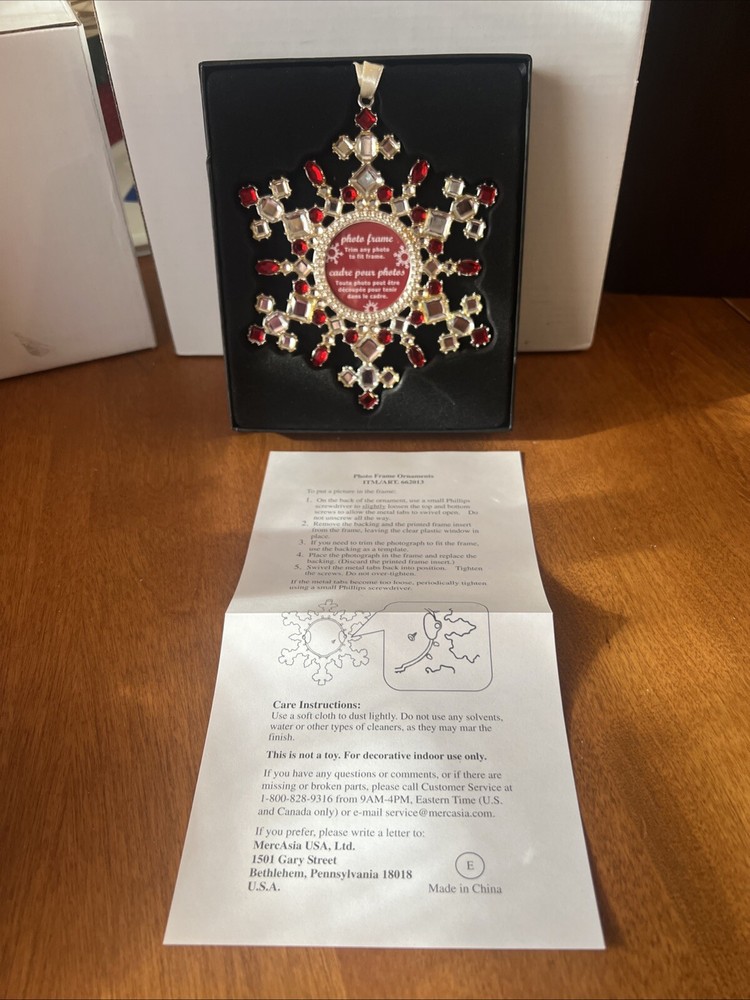 photo frame
Trim any photo
to fit frame.
cadre pour photos
Toute photo peut être
découpée pour tenir
dans le cadre.
Photo Frame Ornaments
ITM./ART. 662013
To put a picture in the frame:
1. On the back of the ornament, use a small Phillips
screwdriver to slightly loosen the top and bottom
screws to allow the metal tabs to swivel open. Do
not unscrew all the way.
2. Remove the backing and the printed frame insert
from the frame, leaving the clear plastic window in
place.
3. If you need to trim the photograph to fit the frame,
use the backing as a template.
4. Place the photograph in the frame and replace the
backing. (Discard the printed frame insert.)
5. Swivel the metal tabs back into position. Tighten
the screws. Do not over-tighten.
If the metal tabs become too loose, periodically tighten
using a small Phillips screwdriver.
Care Instructions:
Use a soft cloth to dust lightly. Do not use any solvents,
water or other types of cleaners, as they may mar the
finish.
This is not a toy. For decorative indoor use only.
If you have any questions or comments, or if there are
missing or broken parts, please call Customer Service at
1-800-828-9316 from 9AM-4PM, Eastern Time (U.S.
and Canada only) or e-mail service@mercasia.com.
If you prefer, please write a letter to:
MercAsia USA, Ltd.
1501 Gary Street
Bethlehem, Pennsylvania 18018
U.S.A.
E
Made in China